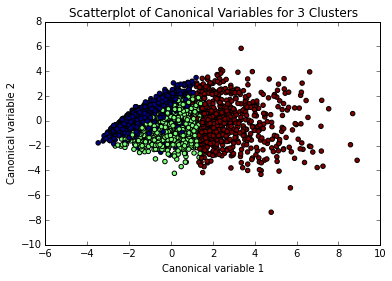 Scatterplot of Canonical Variables for 3 Clusters
8
6
4
2
0
−2
−4
−6
−8
−10
Canonical variable 2
−6 −4 −2 0 2 4 6 8 10
Canonical variable 1